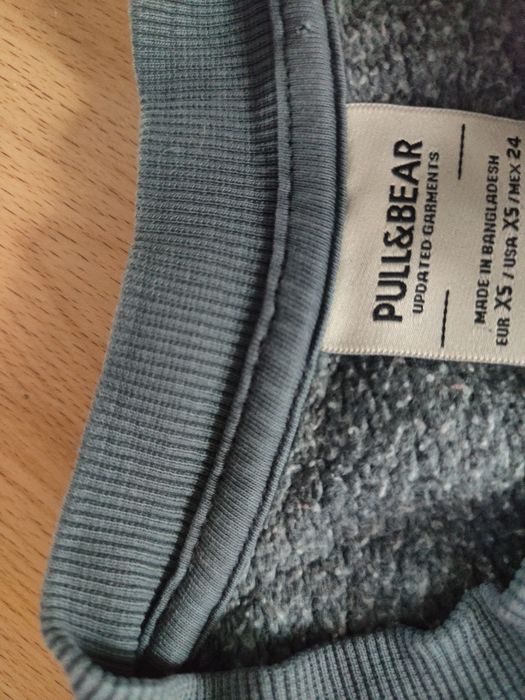 PULL&BEAR
UPDATED GARMENTS
MADE IN BANGLADESH
EUR XS / USA XS / MEX 24